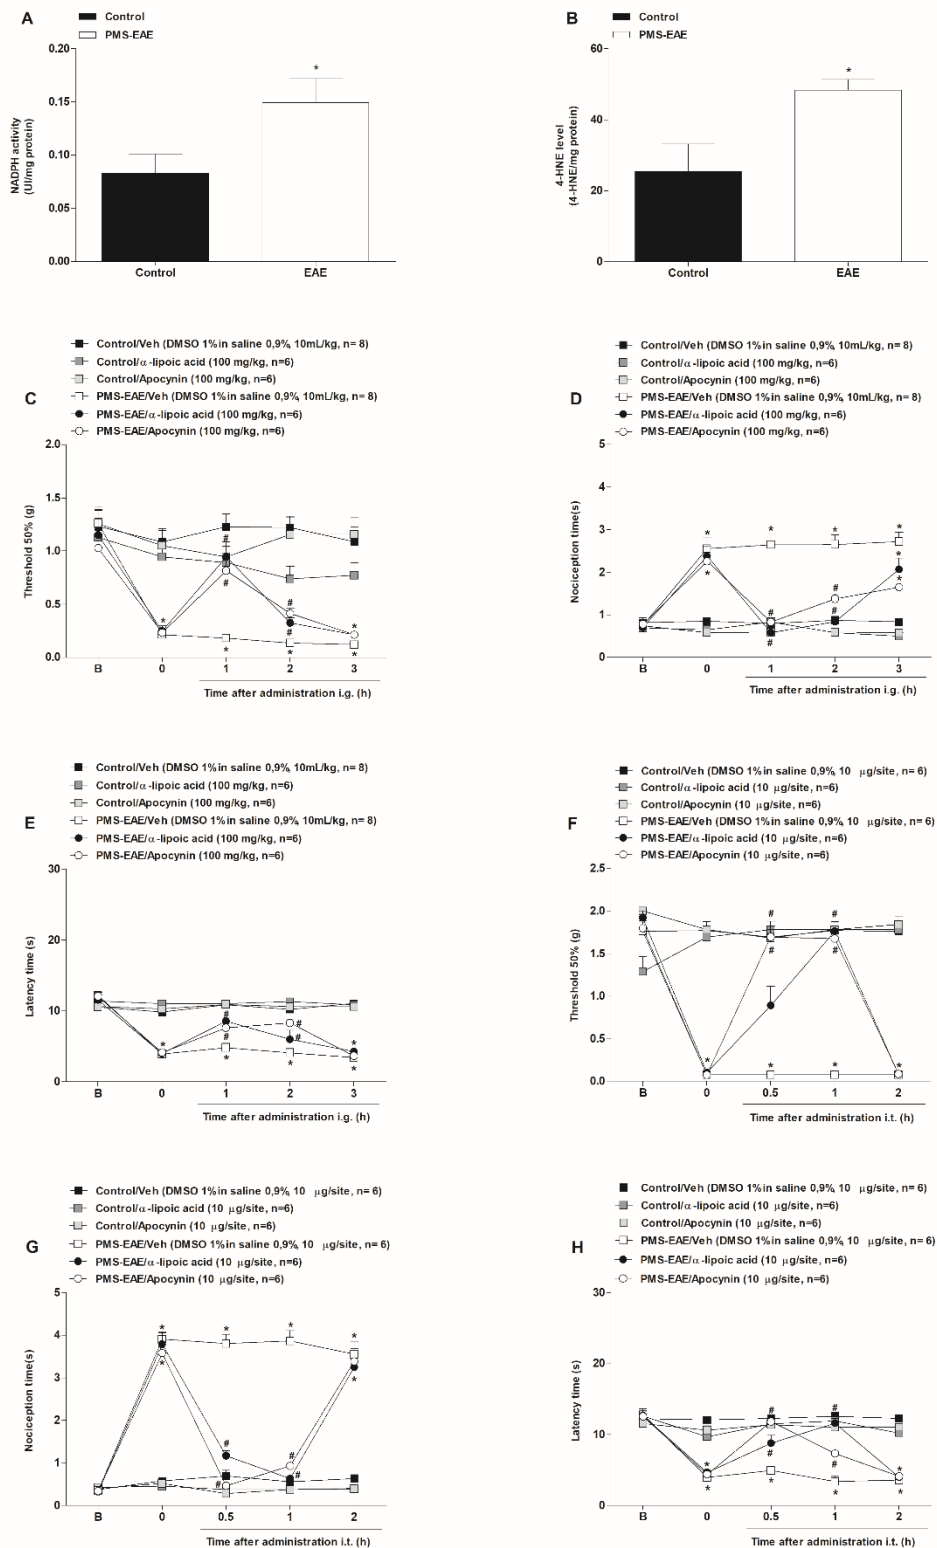 A
Control
PMS-EAE
NADPH activity
(UI/mg protein)
0.20
*
0.15
0.10
0.05
0.00
Control
EAE
B
Control
PMS-EAE
4-HNE level
(4-HNE/mg protein)
60
*
40
20
0
Control
EAE
Control/Veh (DMSO 1%in saline 0,9%, 10mL/kg, n= 8)
Control/α-lipoic acid (100 mg/kg, n=6)
Control/Apocynin (100 mg/kg, n=6)
C
PMS-EAE/Veh (DMSO 1%in saline 0,9%, 10mL/kg, n= 8)
PMS-EAE/α-lipoic acid (100 mg/kg, n=6)
PMS-EAE/Apocynin (100 mg/kg, n=6)
Threshold 50% (g)
2.0
1.5
1.0
0.5
0.0
# # # #
* * * * *
B 0 1 2 3
Time after administration i.g. (h)
Control/Veh (DMSO 1%in saline 0,9%, 10mL/kg, n= 8)
Control/α-lipoic acid (100 mg/kg, n=6)
Control/Apocynin (100 mg/kg, n=6)
D
PMS-EAE/Veh (DMSO 1%in saline 0,9%, 10mL/kg, n= 8)
PMS-EAE/α-lipoic acid (100 mg/kg, n=6)
PMS-EAE/Apocynin (100 mg/kg, n=6)
Nociception time(s)
5
4
3
2
1
0
* * * *
* * *
# # # #
B 0 1 2 3
Time after administration i.g. (h)
Control/Veh (DMSO 1%in saline 0,9%, 10mL/kg, n= 8)
Control/α-lipoic acid (100 mg/kg, n=6)
Control/Apocynin (100 mg/kg, n=6)
E
PMS-EAE/Veh (DMSO 1%in saline 0,9%, 10mL/kg, n= 8)
PMS-EAE/α-lipoic acid (100 mg/kg, n=6)
PMS-EAE/Apocynin (100 mg/kg, n=6)
Latency time (s)
30
20
10
0
# # # #
* * * * *
B 0 1 2 3
Time after administration i.g. (h)
Control/Veh (DMSO 1%in saline 0,9%, 10 μg/site, n= 6)
Control/α-lipoic acid (10 μg/site, n=6)
Control/Apocynin (10 μg/site, n=6)
F
PMS-EAE/Veh (DMSO 1%in saline 0,9%, 10 μg/site, n= 6)
PMS-EAE/α-lipoic acid (10 μg/site, n=6)
PMS-EAE/Apocynin (10 μg/site, n=6)
Threshold 50% (g)
2.5
2.0
1.5
1.0
0.5
0.0
# #
# #
* * * *
B 0 0.5 1 2
Time after administration i.t. (h)
Control/Veh (DMSO 1%in saline 0,9%, 10 μg/site, n= 6)
Control/α-lipoic acid (10 μg/site, n=6)
Control/Apocynin (10 μg/site, n=6)
G
PMS-EAE/Veh (DMSO 1%in saline 0,9%, 10 μg/site, n= 6)
PMS-EAE/α-lipoic acid (10 μg/site, n=6)
PMS-EAE/Apocynin (10 μg/site, n=6)
Nociception time(s)
5
4
3
2
1
0
* * * *
* *
# #
# #
B 0 0.5 1 2
Time after administration i.t. (h)
Control/Veh (DMSO 1%in saline 0,9%, 10 μg/site, n= 6)
Control/α-lipoic acid (10 μg/site, n=6)
Control/Apocynin (10 μg/site, n=6)
H
PMS-EAE/Veh (DMSO 1%in saline 0,9%, 10 μg/site, n= 6)
PMS-EAE/α-lipoic acid (10 μg/site, n=6)
PMS-EAE/Apocynin (10 μg/site, n=6)
Latency time (s)
30
20
10
0
# #
# #
* *
* * * *
B 0 0.5 1 2
Time after administration i.t. (h)